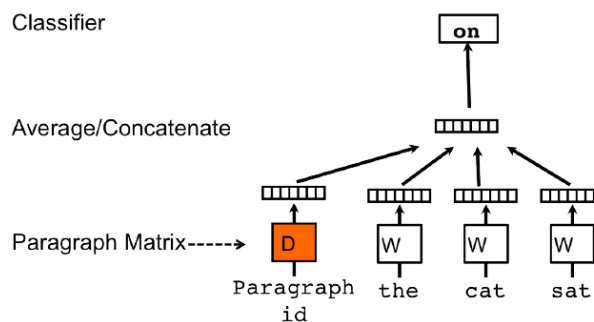 Classifier
on
Average/Concatenate
Paragraph Matrix
D
W
W
W
Paragraph
id
the
cat
sat